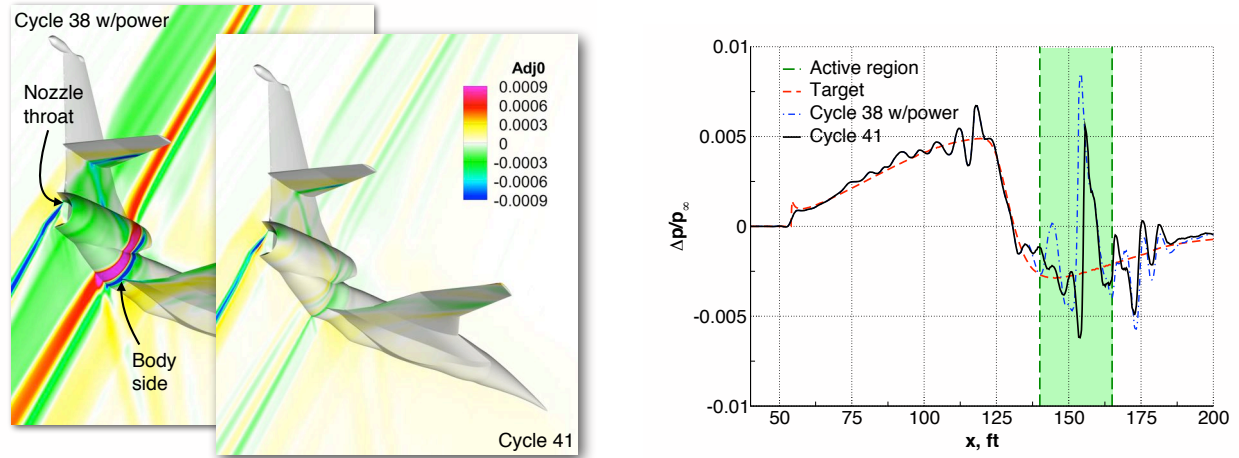 Cycle 38 w/power
Nozzle
throat
Body
side
Adj0
0.0009
0.0006
0.0003
0
-0.0003
-0.0006
-0.0009
Cycle 41
0.01
0.005
0
-0.005
-0.01
Δp/p∞
Active region
Target
Cycle 38 w/power
Cycle 41
50 75 100 125 150 175 200
x, ft